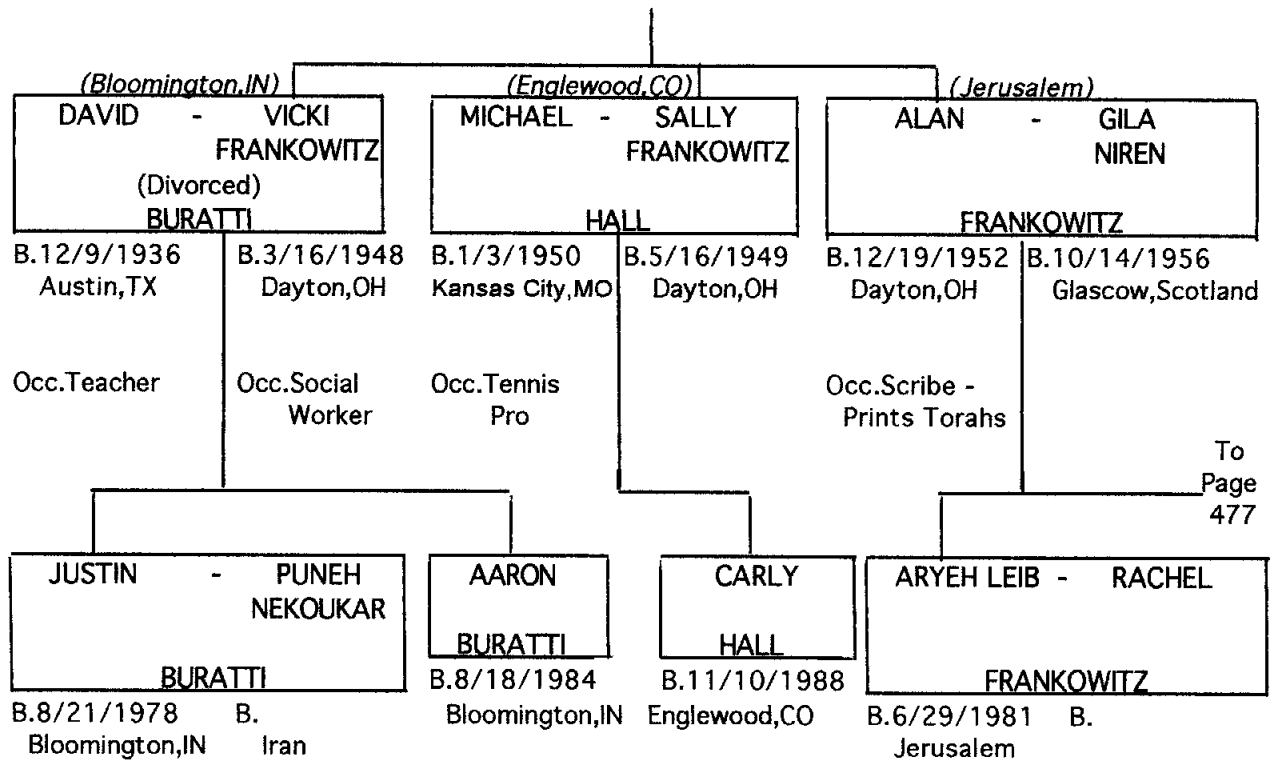 (Bloomington,IN) (Englewood,CO) (Jerusalem)
DAVID - VICKI
FRANKOWITZ
(Divorced)
BURATTI
MICHAEL - SALLY
FRANKOWITZ
HALL
ALAN - GILA
NIREN
FRANKOWITZ
B.12/9/1936 B.3/16/1948 B.1/3/1950 B.5/16/1949 B.12/19/1952 B.10/14/1956
Austin,TX Dayton,OH Kansas City,MO Dayton,OH Dayton,OH Glascow,Scotland
Occ.Teacher
Occ.Social
Worker
Occ.Tennis
Pro
Occ.Scribe -
Prints Torahs
To
Page
477
JUSTIN - PUNEH
NEKOUKAR
BURATTI
B.8/21/1978 B.
Bloomington,IN Iran
AARON
BURATTI
B.8/18/1984
Bloomington,IN
CARLY
HALL
B.11/10/1988
Englewood,CO
ARYEH LEIB - RACHEL
FRANKOWITZ
B.6/29/1981 B.
Jerusalem